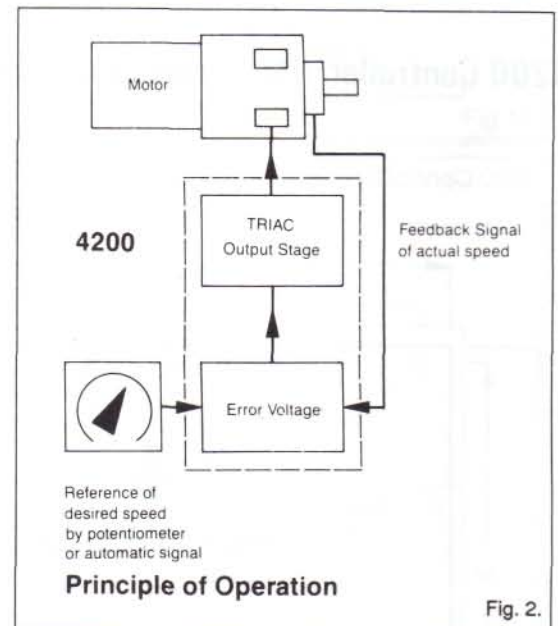 Motor
TRIAC
Output Stage
4200
Feedback Signal
of actual speed
Error Voltage
Reference of
desired speed
by potentiometer
or automatic signal
Principle of Operation
Fig. 2.